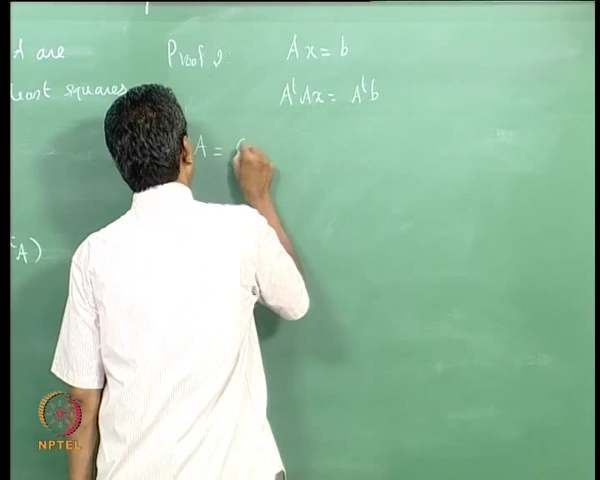 A are
least squares
A)
Proof 2:
Ax = b
AᵗAx = Aᵗb
A =
NPTEL